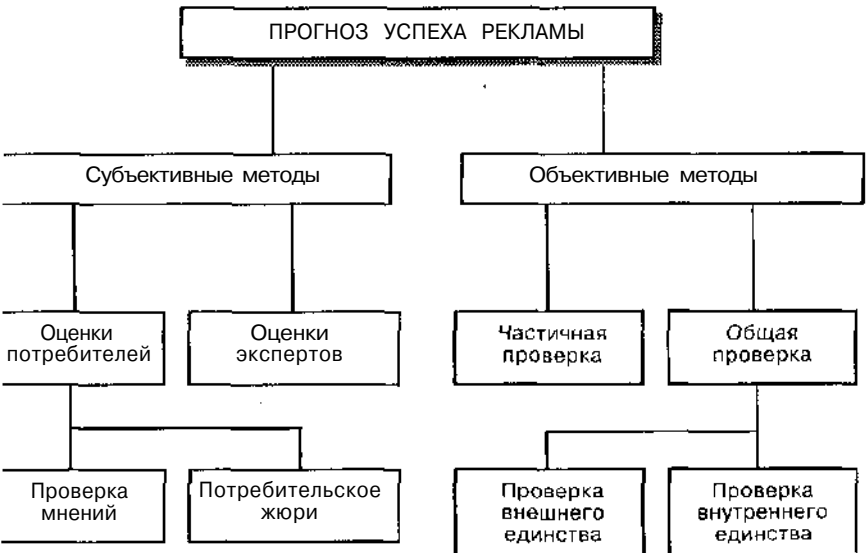 ПРОГНОЗ УСПЕХА РЕКЛАМЫ
Субъективные методы
Объективные методы
Оценки
потребителей
Оценки
экспертов
Частичная
проверка
Общая
проверка
Проверка
мнений
Потребительское
жюри
Проверка
внешнего
единства
Проверка
внутреннего
единства